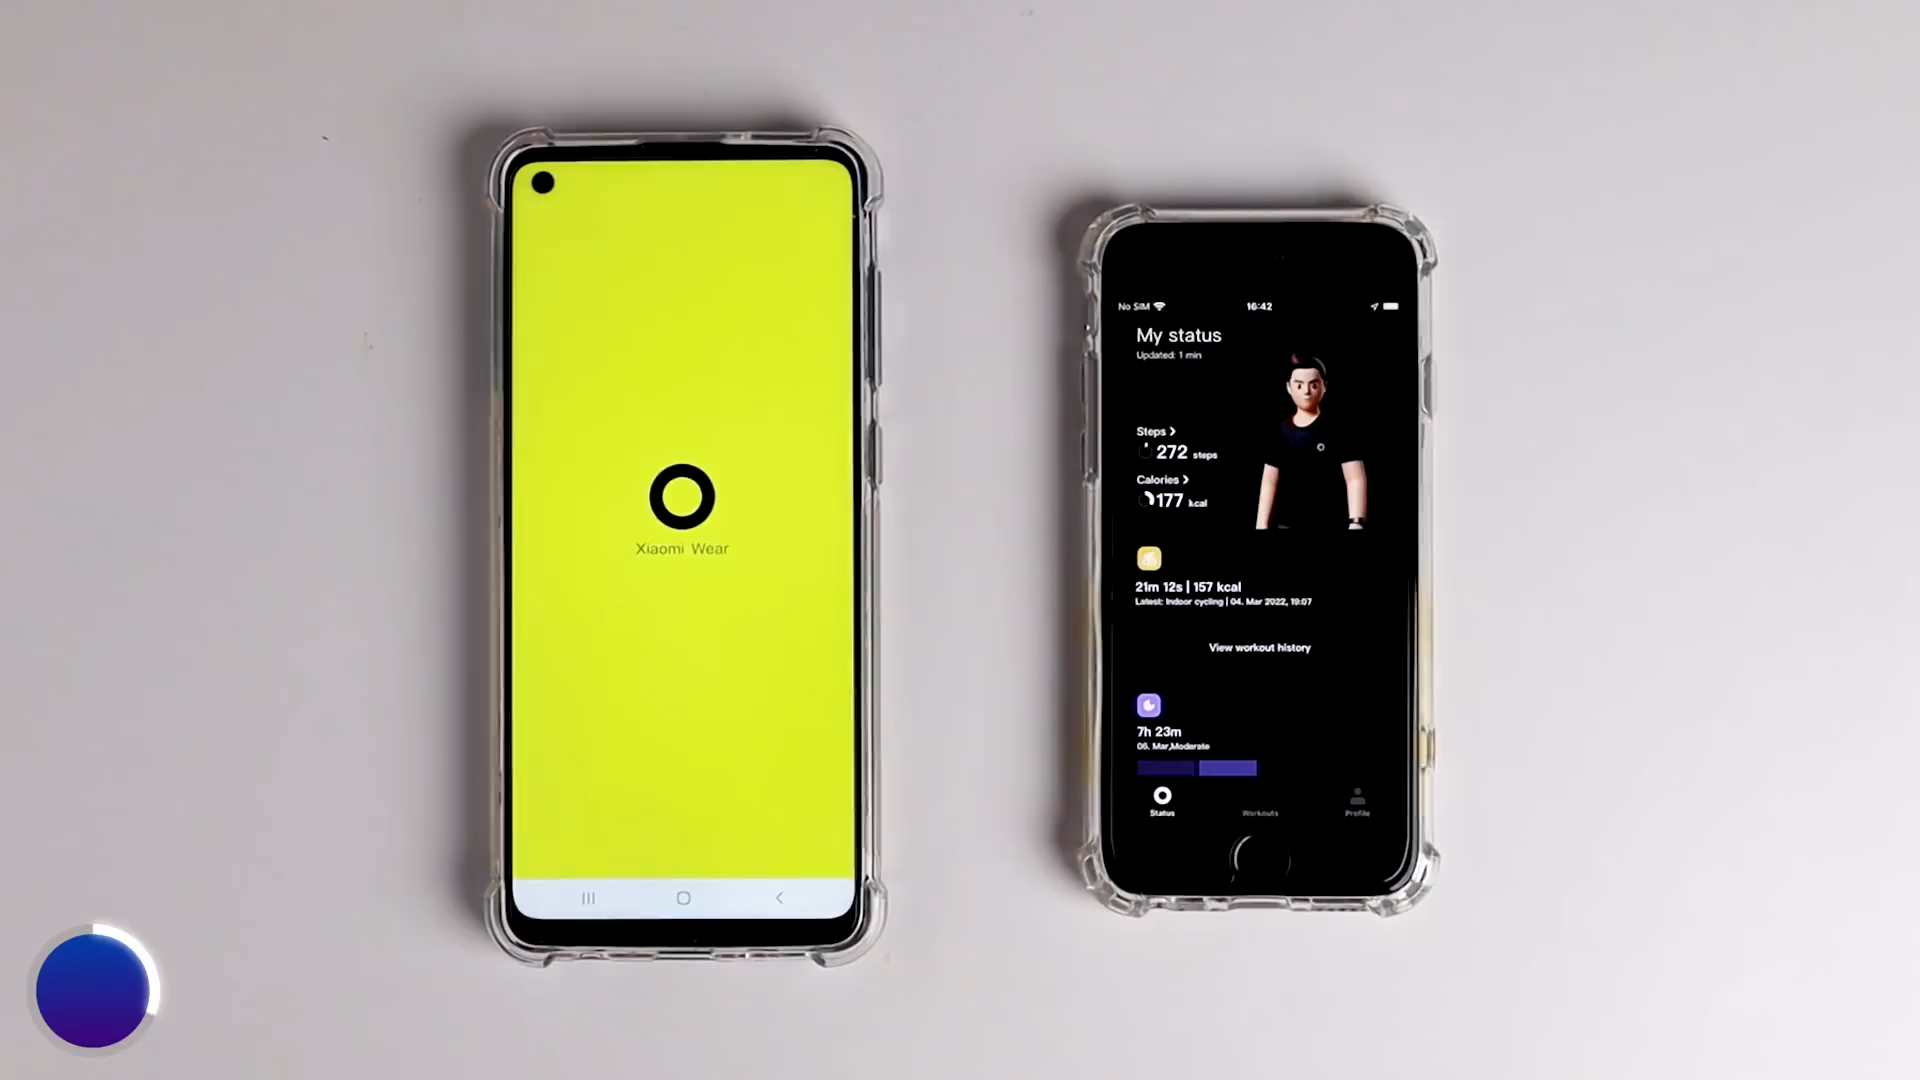 Xiaomi Wear
No SIM
16:42
My status
Updated: 1 min
Steps >
272 steps
Calories >
177 kcal
21m 12s | 157 kcal
Latest: Indoor cycling | 04. Mar 2022, 19:07
View workout history
7h 23m
06. Mar,Moderate
Status
Workouts
Profile